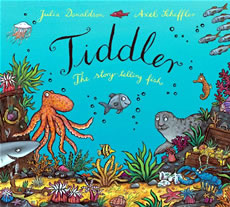 Julia Donaldson Axel Scheffler
Tiddler
The story-telling fish